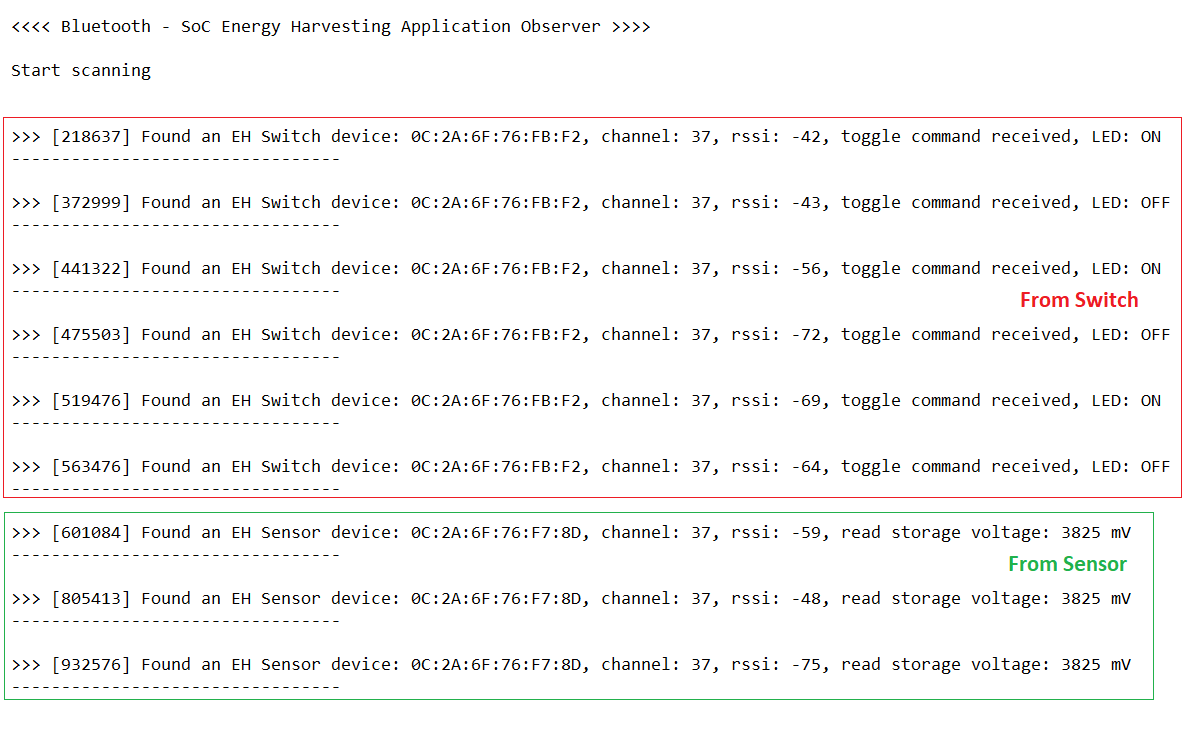 <<<< Bluetooth - SoC Energy Harvesting Application Observer >>>>
Start scanning
>>> [218637] Found an EH Switch device: 0C:2A:6F:76:FB:F2, channel: 37, rssi: -42, toggle command received, LED: ON
---------------------------------
>>> [372999] Found an EH Switch device: 0C:2A:6F:76:FB:F2, channel: 37, rssi: -43, toggle command received, LED: OFF
---------------------------------
>>> [441322] Found an EH Switch device: 0C:2A:6F:76:FB:F2, channel: 37, rssi: -56, toggle command received, LED: ON
---------------------------------
From Switch
>>> [475503] Found an EH Switch device: 0C:2A:6F:76:FB:F2, channel: 37, rssi: -72, toggle command received, LED: OFF
---------------------------------
>>> [519476] Found an EH Switch device: 0C:2A:6F:76:FB:F2, channel: 37, rssi: -69, toggle command received, LED: ON
---------------------------------
>>> [563476] Found an EH Switch device: 0C:2A:6F:76:FB:F2, channel: 37, rssi: -64, toggle command received, LED: OFF
---------------------------------
>>> [601084] Found an EH Sensor device: 0C:2A:6F:76:F7:8D, channel: 37, rssi: -59, read storage voltage: 3825 mV
---------------------------------
From Sensor
>>> [805413] Found an EH Sensor device: 0C:2A:6F:76:F7:8D, channel: 37, rssi: -48, read storage voltage: 3825 mV
---------------------------------
>>> [932576] Found an EH Sensor device: 0C:2A:6F:76:F7:8D, channel: 37, rssi: -75, read storage voltage: 3825 mV
---------------------------------